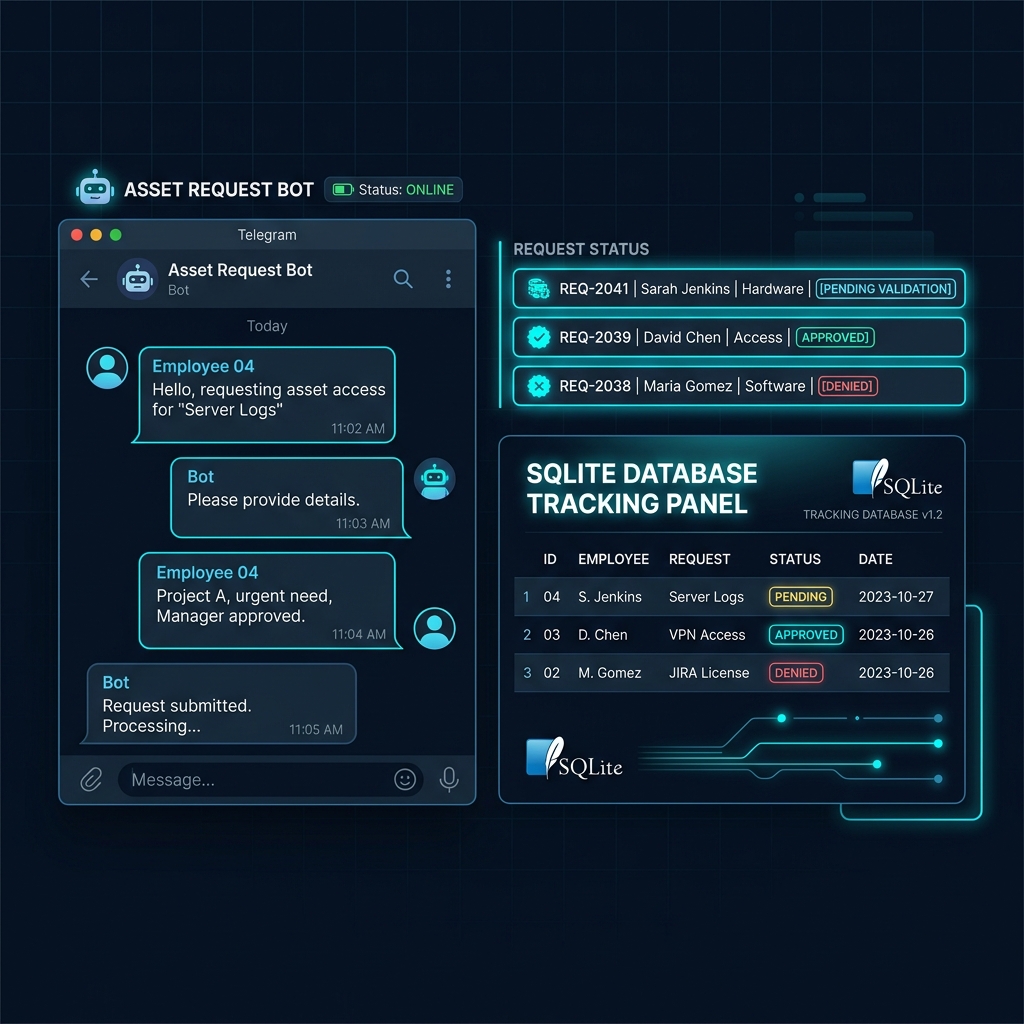 ASSET REQUEST BOT
Status: ONLINE
Telegram
Asset Request Bot
Bot
Today
Employee 04
Hello, requesting asset access
for "Server Logs"
11:02 AM
Bot
Please provide details.
11:03 AM
Employee 04
Project A, urgent need,
Manager approved.
11:04 AM
Bot
Request submitted.
Processing...
11:05 AM
Message...
REQUEST STATUS
REQ-2041 | Sarah Jenkins | Hardware | [PENDING VALIDATION]
REQ-2039 | David Chen | Access | APPROVED]
REQ-2038 | Maria Gomez | Software | [DENIED]
SQLITE DATABASE
TRACKING PANEL
SQLite
TRACKING DATABASE v1.2
ID EMPLOYEE REQUEST STATUS DATE
1 04 S. Jenkins Server Logs PENDING 2023-10-27
2 03 D. Chen VPN Access APPROVED 2023-10-26
3 02 M. Gomez JIRA License DENIED 2023-10-26
SQLite